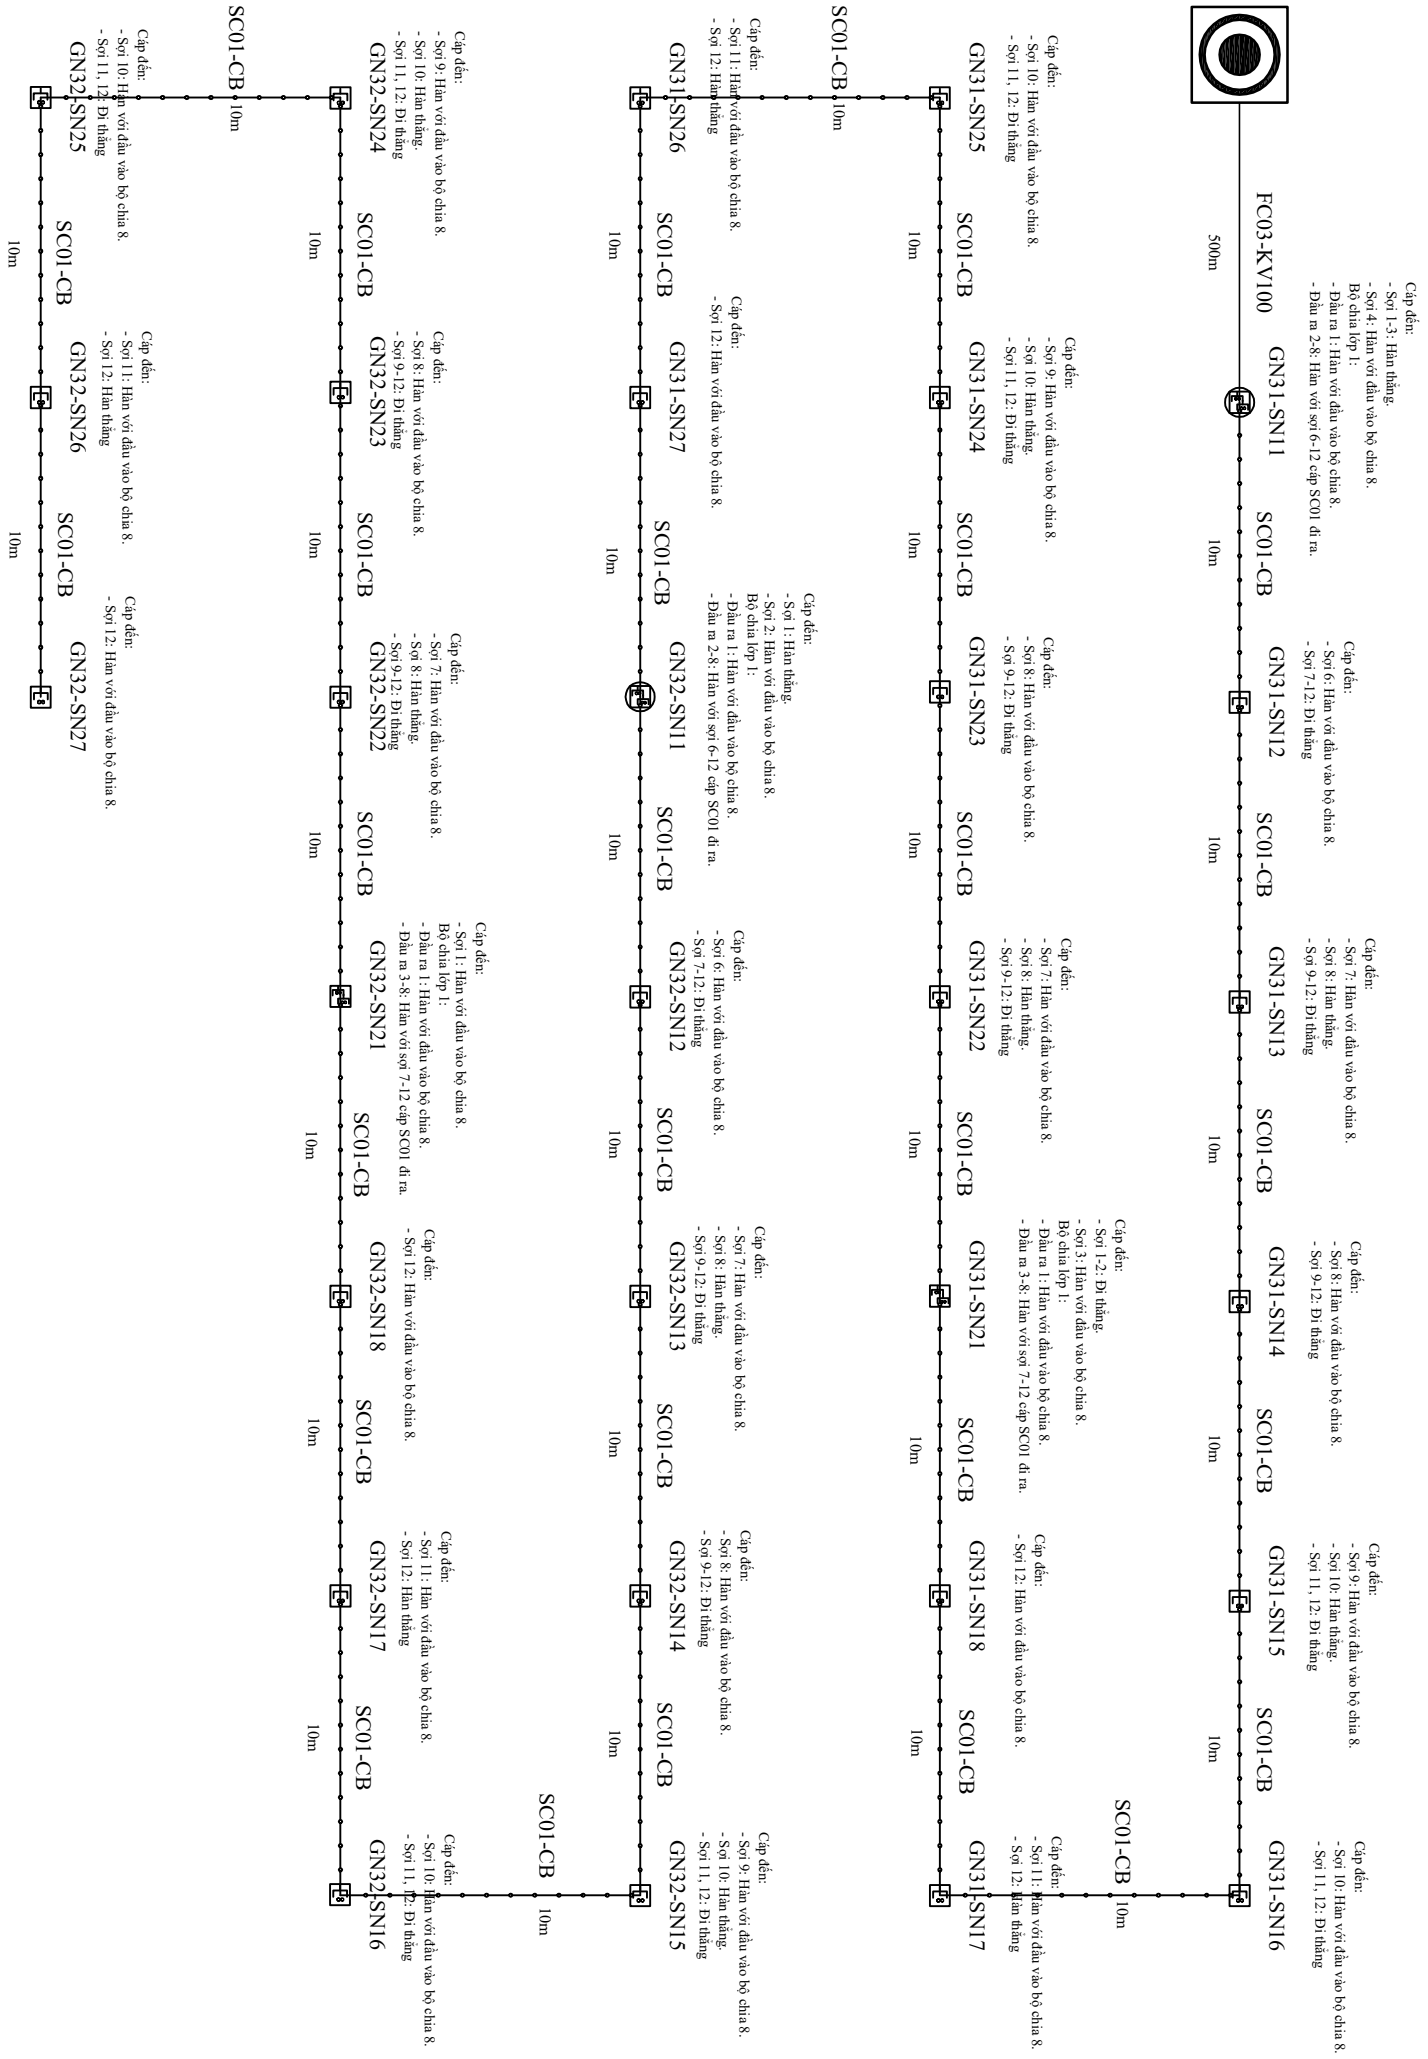 FC03-KV100
500m
Cáp đến:
- Sợi 1-3: Hàn thẳng.
- Sợi 4: Hàn với đầu vào bộ chia 8.
Bộ chia lớp 1:
- Đầu ra 1: Hàn với đầu vào bộ chia 8.
- Đầu ra 2-8: Hàn với sợi 6-12 cáp SC01 đi ra.
GN31-SN11
SC01-CB
10m
Cáp đến:
- Sợi 6: Hàn với đầu vào bộ chia 8.
- Sợi 7-12: Đi thẳng
GN31-SN12
SC01-CB
10m
Cáp đến:
- Sợi 7: Hàn với đầu vào bộ chia 8.
- Sợi 8: Hàn thẳng.
- Sợi 9-12: Đi thẳng
GN31-SN13
SC01-CB
10m
Cáp đến:
- Sợi 8: Hàn với đầu vào bộ chia 8.
- Sợi 9-12: Đi thẳng
GN31-SN14
SC01-CB
10m
Cáp đến:
- Sợi 9: Hàn với đầu vào bộ chia 8.
- Sợi 10: Hàn thẳng.
- Sợi 11, 12: Đi thẳng
GN31-SN15
SC01-CB
10m
Cáp đến:
- Sợi 10: Hàn với đầu vào bộ chia 8.
- Sợi 11, 12: Đi thẳng
GN31-SN16
SC01-CB
10m
Cáp đến:
- Sợi 10: Hàn với đầu vào bộ chia 8.
- Sợi 11, 12: Đi thẳng
GN31-SN25
SC01-CB
10m
Cáp đến:
- Sợi 9: Hàn với đầu vào bộ chia 8.
- Sợi 10: Hàn thẳng.
- Sợi 11, 12: Đi thẳng
GN31-SN24
SC01-CB
10m
Cáp đến:
- Sợi 8: Hàn với đầu vào bộ chia 8.
- Sợi 9-12: Đi thẳng
GN31-SN23
SC01-CB
10m
Cáp đến:
- Sợi 7: Hàn với đầu vào bộ chia 8.
- Sợi 8: Hàn thẳng.
- Sợi 9-12: Đi thẳng
GN31-SN22
SC01-CB
10m
Cáp đến:
- Sợi 1-2: Đi thẳng.
- Sợi 3: Hàn với đầu vào bộ chia 8.
Bộ chia lớp 1:
- Đầu ra 1: Hàn với đầu vào bộ chia 8.
- Đầu ra 3-8: Hàn với sợi 7-12 cáp SC01 đi ra.
GN31-SN21
SC01-CB
10m
Cáp đến:
- Sợi 12: Hàn với đầu vào bộ chia 8.
GN31-SN18
SC01-CB
10m
Cáp đến:
- Sợi 11: Hàn với đầu vào bộ chia 8.
- Sợi 12: Hàn thẳng
GN31-SN17
SC01-CB
10m
Cáp đến:
- Sợi 11: Hàn với đầu vào bộ chia 8.
- Sợi 12: Hàn thẳng
GN31-SN26
SC01-CB
10m
Cáp đến:
- Sợi 12: Hàn với đầu vào bộ chia 8.
GN31-SN27
SC01-CB
10m
Cáp đến:
- Sợi 1: Hàn thẳng.
- Sợi 2: Hàn với đầu vào bộ chia 8.
Bộ chia lớp 1:
- Đầu ra 1: Hàn với đầu vào bộ chia 8.
- Đầu ra 2-8: Hàn với sợi 6-12 cáp SC01 đi ra.
GN32-SN11
SC01-CB
10m
Cáp đến:
- Sợi 6: Hàn với đầu vào bộ chia 8.
- Sợi 7-12: Đi thẳng
GN32-SN12
SC01-CB
10m
Cáp đến:
- Sợi 7: Hàn với đầu vào bộ chia 8.
- Sợi 8: Hàn thẳng.
- Sợi 9-12: Đi thẳng
GN32-SN13
SC01-CB
10m
Cáp đến:
- Sợi 8: Hàn với đầu vào bộ chia 8.
- Sợi 9-12: Đi thẳng
GN32-SN14
SC01-CB
10m
Cáp đến:
- Sợi 9: Hàn với đầu vào bộ chia 8.
- Sợi 10: Hàn thẳng.
- Sợi 11, 12: Đi thẳng
GN32-SN15
SC01-CB
10m
Cáp đến:
- Sợi 9: Hàn với đầu vào bộ chia 8.
- Sợi 10: Hàn thẳng.
- Sợi 11, 12: Đi thẳng
GN32-SN24
SC01-CB
10m
Cáp đến:
- Sợi 8: Hàn với đầu vào bộ chia 8.
- Sợi 9-12: Đi thẳng
GN32-SN23
SC01-CB
10m
Cáp đến:
- Sợi 7: Hàn với đầu vào bộ chia 8.
- Sợi 8: Hàn thẳng.
- Sợi 9-12: Đi thẳng
GN32-SN22
SC01-CB
10m
Cáp đến:
- Sợi 1: Hàn với đầu vào bộ chia 8.
Bộ chia lớp 1:
- Đầu ra 1: Hàn với đầu vào bộ chia 8.
- Đầu ra 3-8: Hàn với sợi 7-12 cáp SC01 đi ra.
GN32-SN21
SC01-CB
10m
Cáp đến:
- Sợi 12: Hàn với đầu vào bộ chia 8.
GN32-SN18
SC01-CB
10m
Cáp đến:
- Sợi 11: Hàn với đầu vào bộ chia 8.
- Sợi 12: Hàn thẳng
GN32-SN17
SC01-CB
10m
Cáp đến:
- Sợi 10: Hàn với đầu vào bộ chia 8.
- Sợi 11, 12: Đi thẳng
GN32-SN16
SC01-CB
10m
Cáp đến:
- Sợi 10: Hàn với đầu vào bộ chia 8.
- Sợi 11, 12: Đi thẳng
GN32-SN25
SC01-CB
10m
Cáp đến:
- Sợi 11: Hàn với đầu vào bộ chia 8.
- Sợi 12: Hàn thẳng
GN32-SN26
SC01-CB
10m
Cáp đến:
- Sợi 12: Hàn với đầu vào bộ chia 8.
GN32-SN27